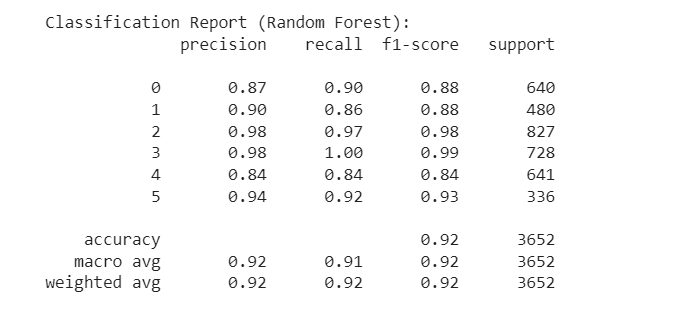 Classification Report (Random Forest):
precision recall f1-score support
0 0.87 0.90 0.88 640
1 0.90 0.86 0.88 480
2 0.98 0.97 0.98 827
3 0.98 1.00 0.99 728
4 0.84 0.84 0.84 641
5 0.94 0.92 0.93 336
accuracy 0.92 3652
macro avg 0.92 0.91 0.92 3652
weighted avg 0.92 0.92 0.92 3652